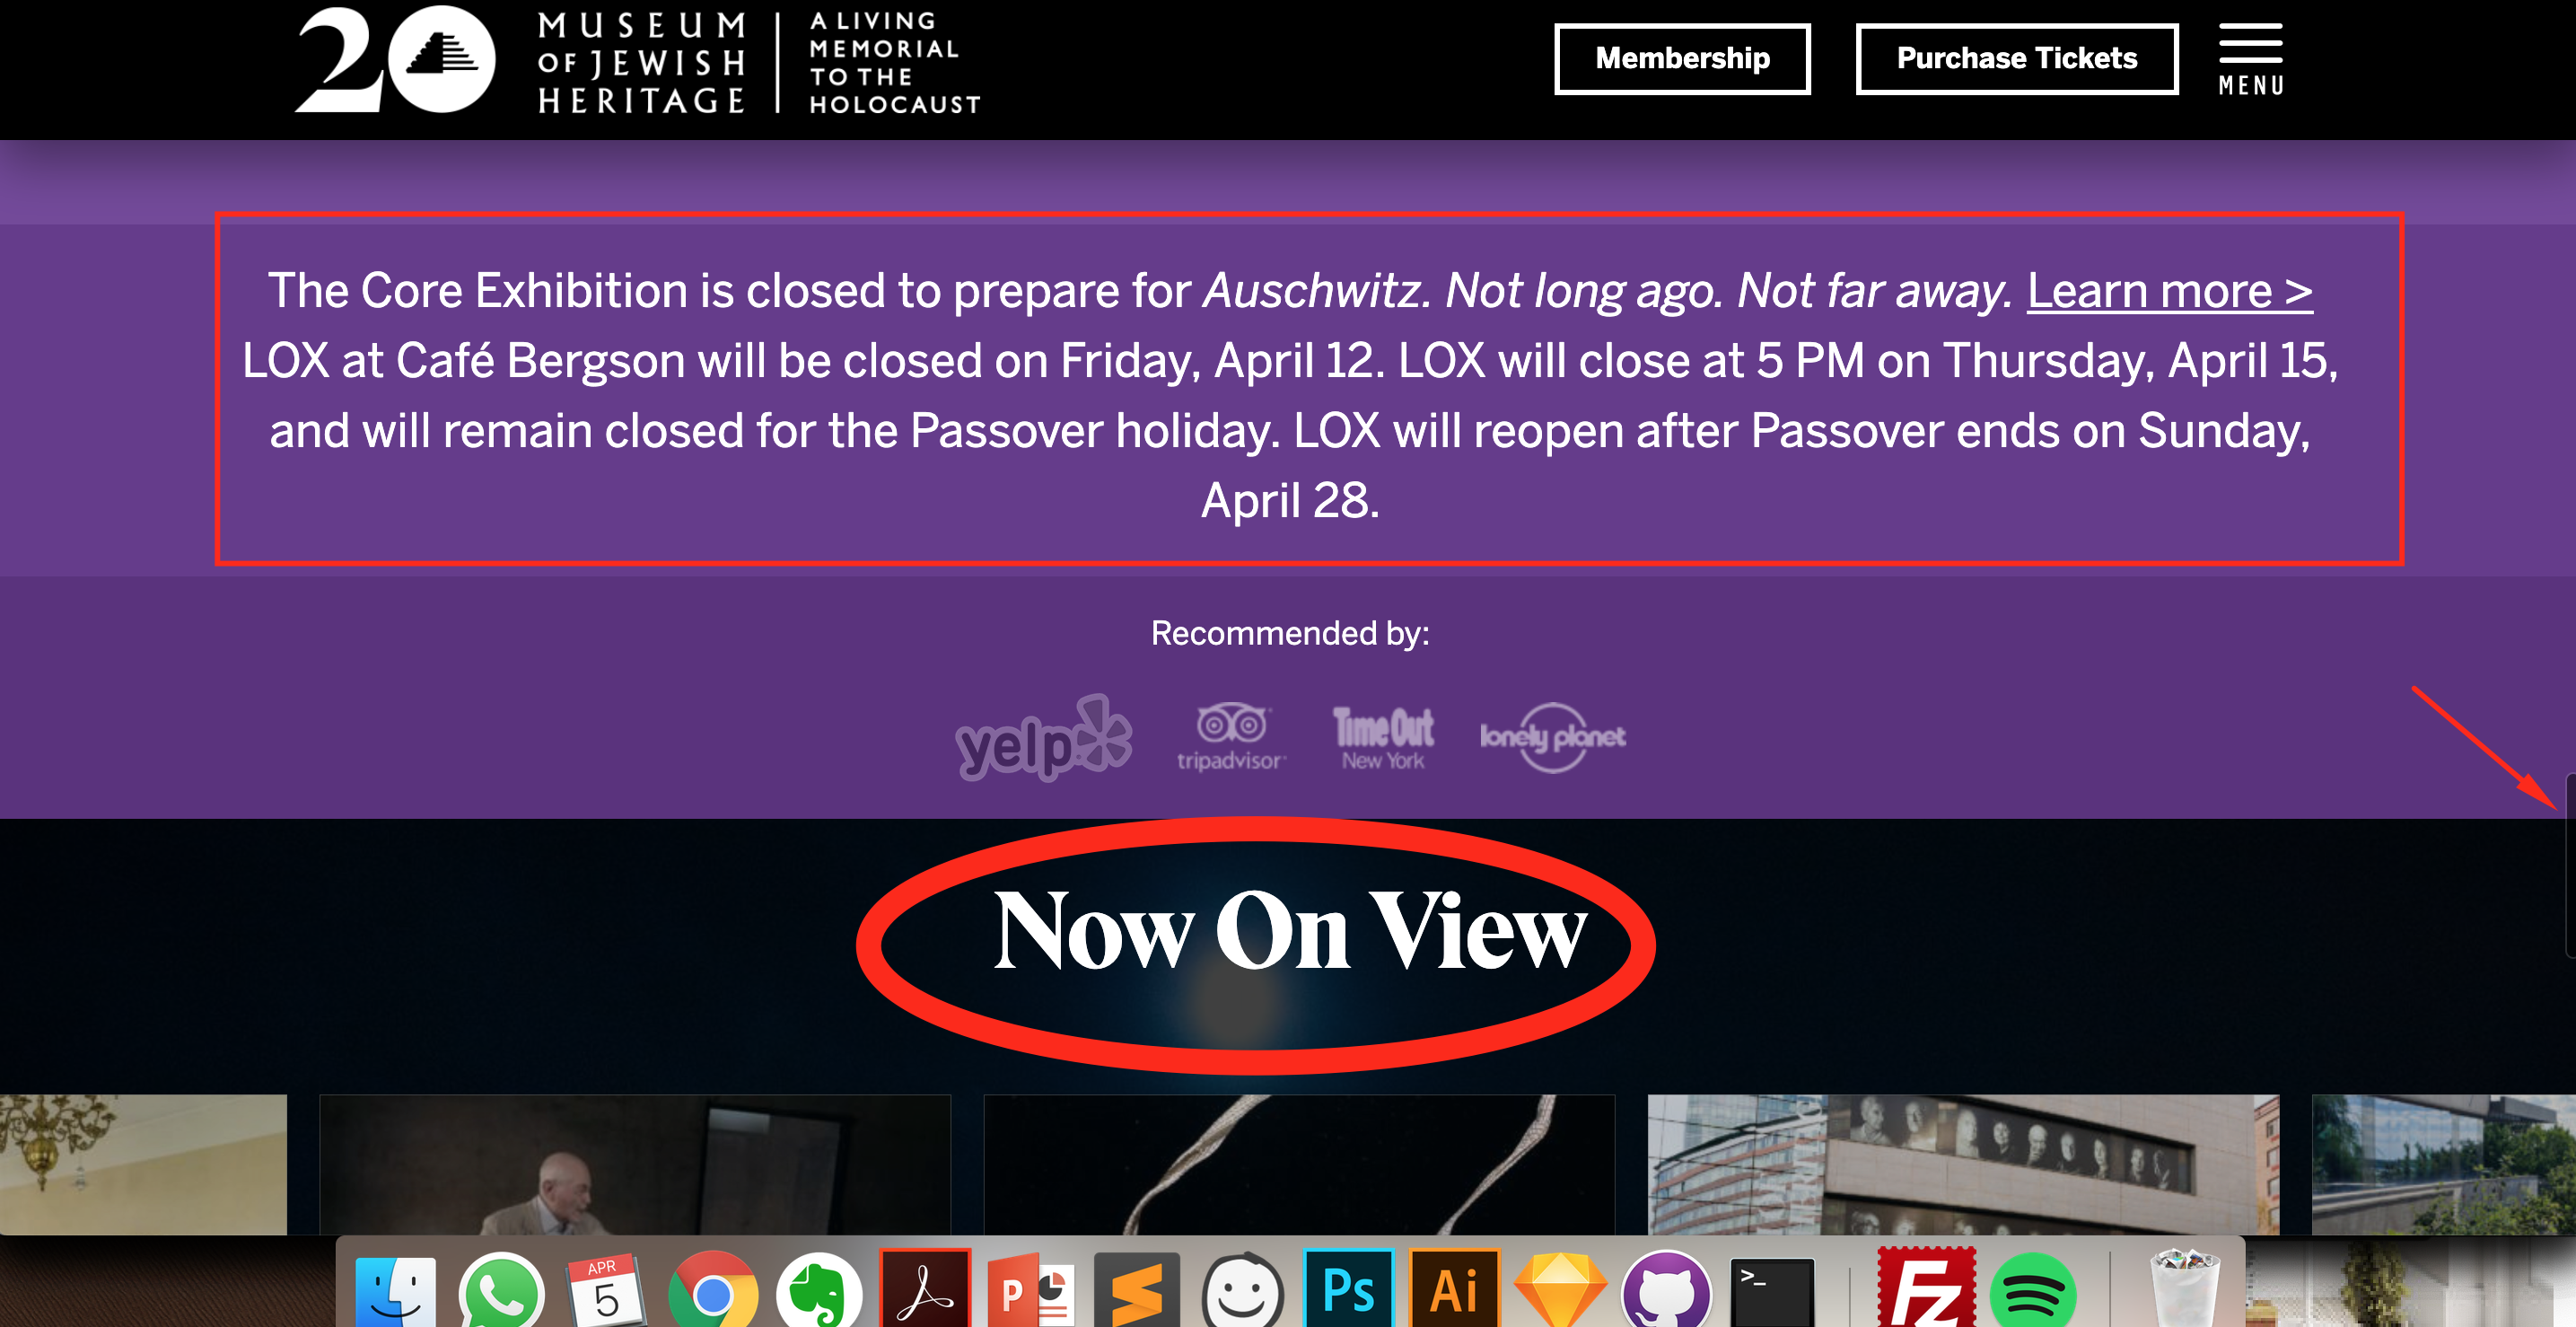 20
MUSEUM
OF JEWISH
HERITAGE
A LIVING
MEMORIAL
TO THE
HOLOCAUST
Membership
Purchase Tickets
MENU
The Core Exhibition is closed to prepare for Auschwitz. Not long ago. Not far away. Learn more >
LOX at Café Bergson will be closed on Friday, April 12. LOX will close at 5 PM on Thursday, April 15,
and will remain closed for the Passover holiday. LOX will reopen after Passover ends on Sunday,
April 28.
Recommended by:
yelp
tripadvisor
Time Out
New York
lonely planet
Now On View
APR
5
P
Ps
Ai
>_
Fz